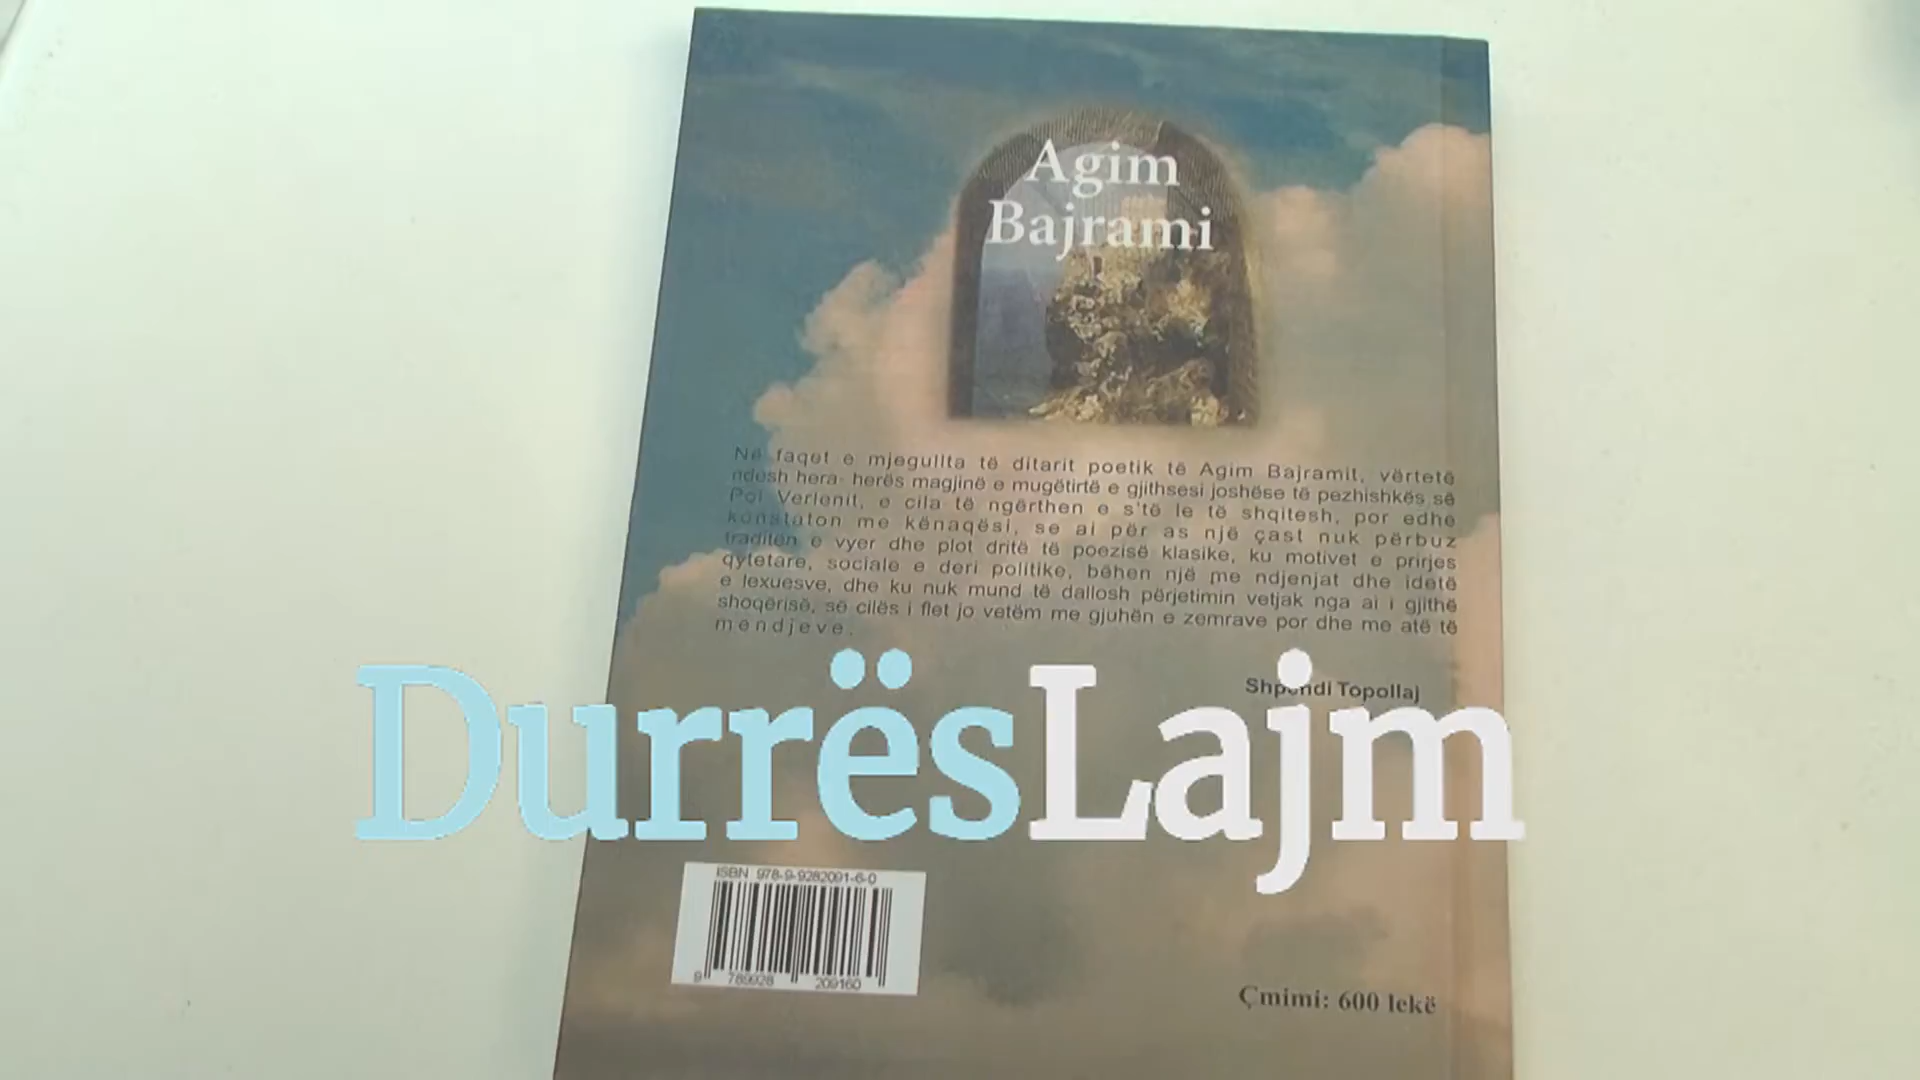 Agim
Bajrami
Në faqet e mjegullta të ditarit poetik të Agim Bajramit, vërtetë
ndesh hera- herës magjinë e mugëtirtë e gjithsesi joshëse të pezhishkës së
Pol Verlenit, e cila të ngërthen e s'të le të shqitesh, por edhe
konstaton me kënaqësi, se ai për as një çast nuk përbuz
traditën e vyer dhe plot dritë të poezisë klasike, ku motivet e prirjes
qytetare, sociale e deri politike, bëhen një me ndjenjat dhe idetë
e lexuesve, dhe ku nuk mund të dallosh përjetimin vetjak nga ai i gjithë
shoqërisë, së cilës i flet jo vetëm me gjuhën e zemrave por dhe me atë të
mendjeve.
Shpendi Topollaj
DurrësLajm
ISBN 978-9-9282091-6-0
9 789928 209160
Çmimi: 600 lekë